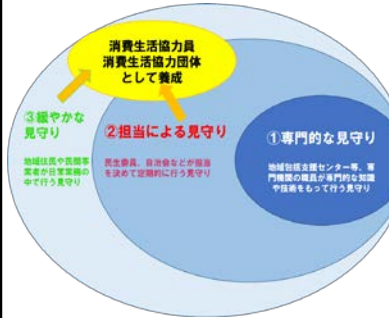 消費生活協力員
消費生活協力団体
として養成
③緩やかな
見守り
地域住民や民間事
業者が日常業務の
中で行う見守り
②担当による見守り
民生委員、自治会などが担当
を決めて定期的に行う見守り
①専門的な見守り
地域包括支援センター等、専
門機関の職員が専門的な知識
や技術をもって行う見守り